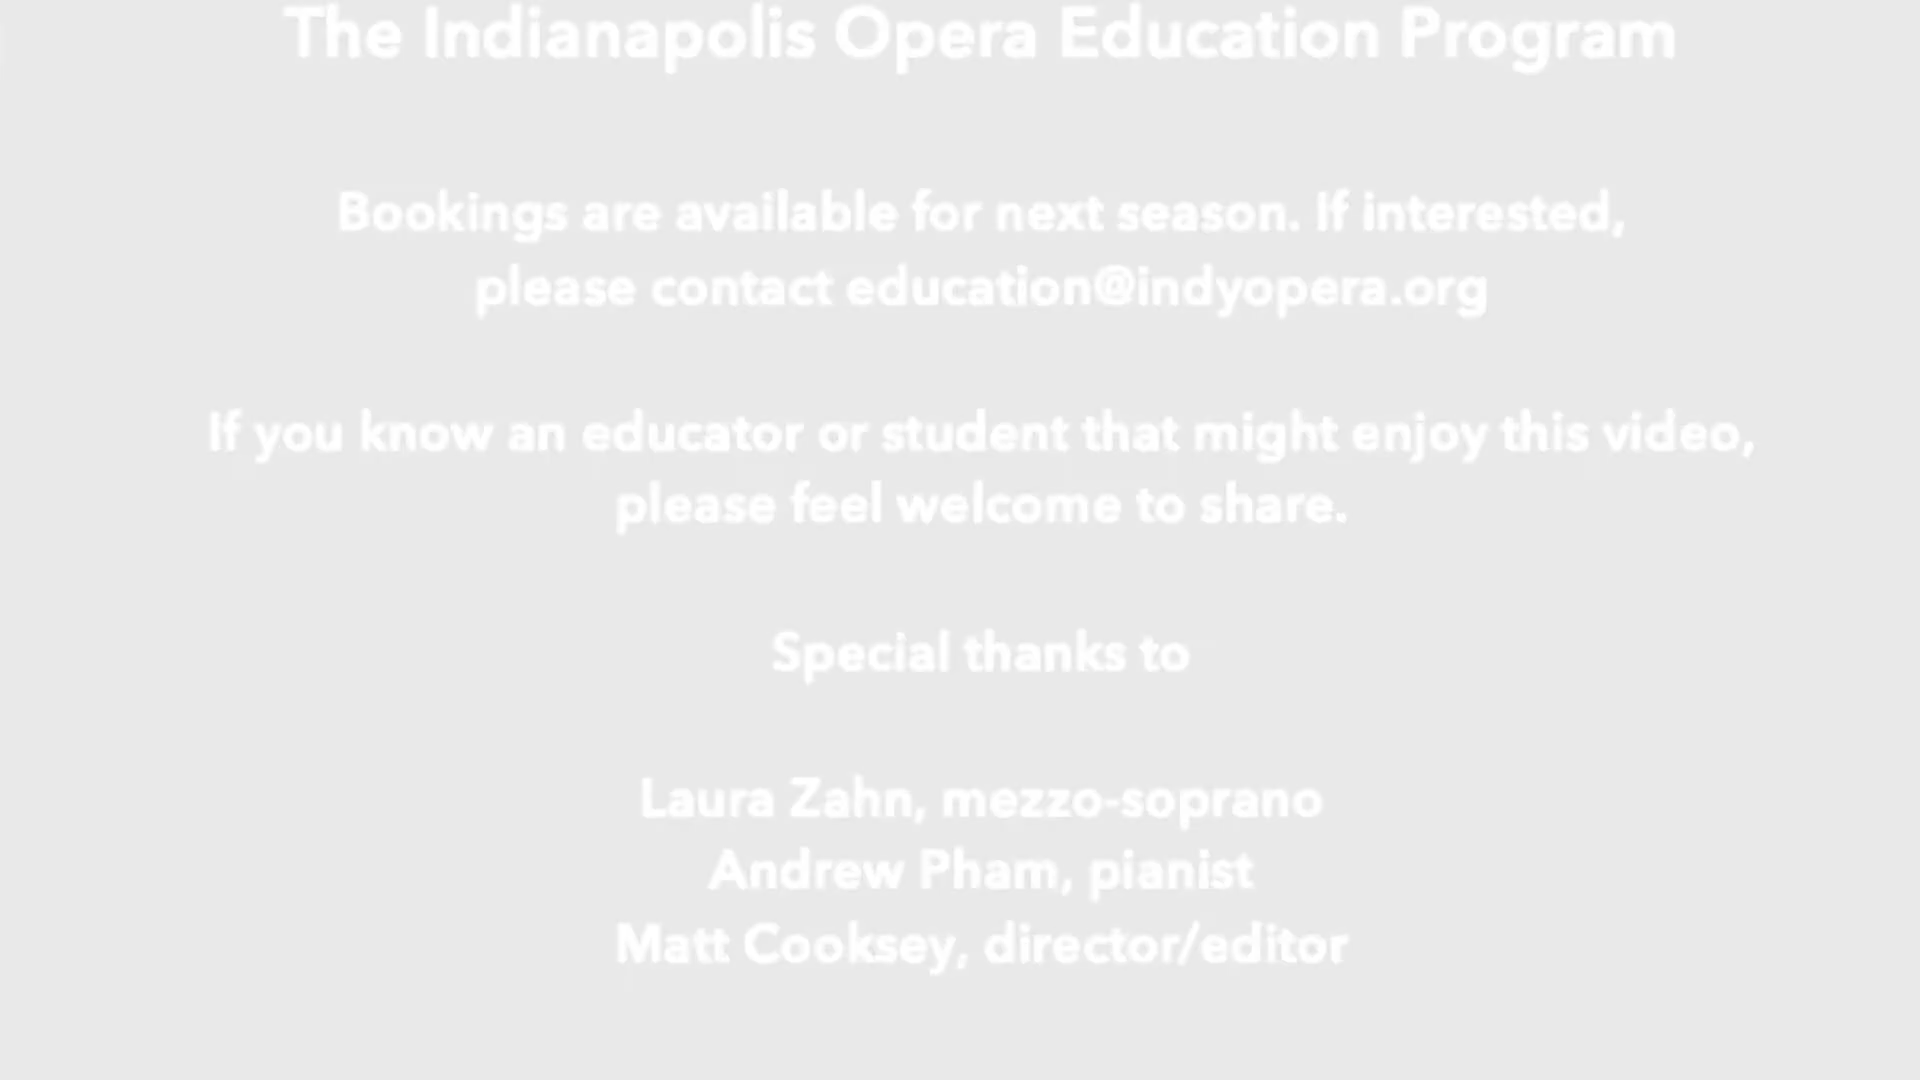 The Indianapolis Opera Education Program
Bookings are available for next season. If interested,
please contact education@indyopera.org
If you know an educator or student that might enjoy this video,
please feel welcome to share.
Special thanks to
Laura Zahn, mezzo-soprano
Andrew Pham, pianist
Matt Cooksey, director/editor